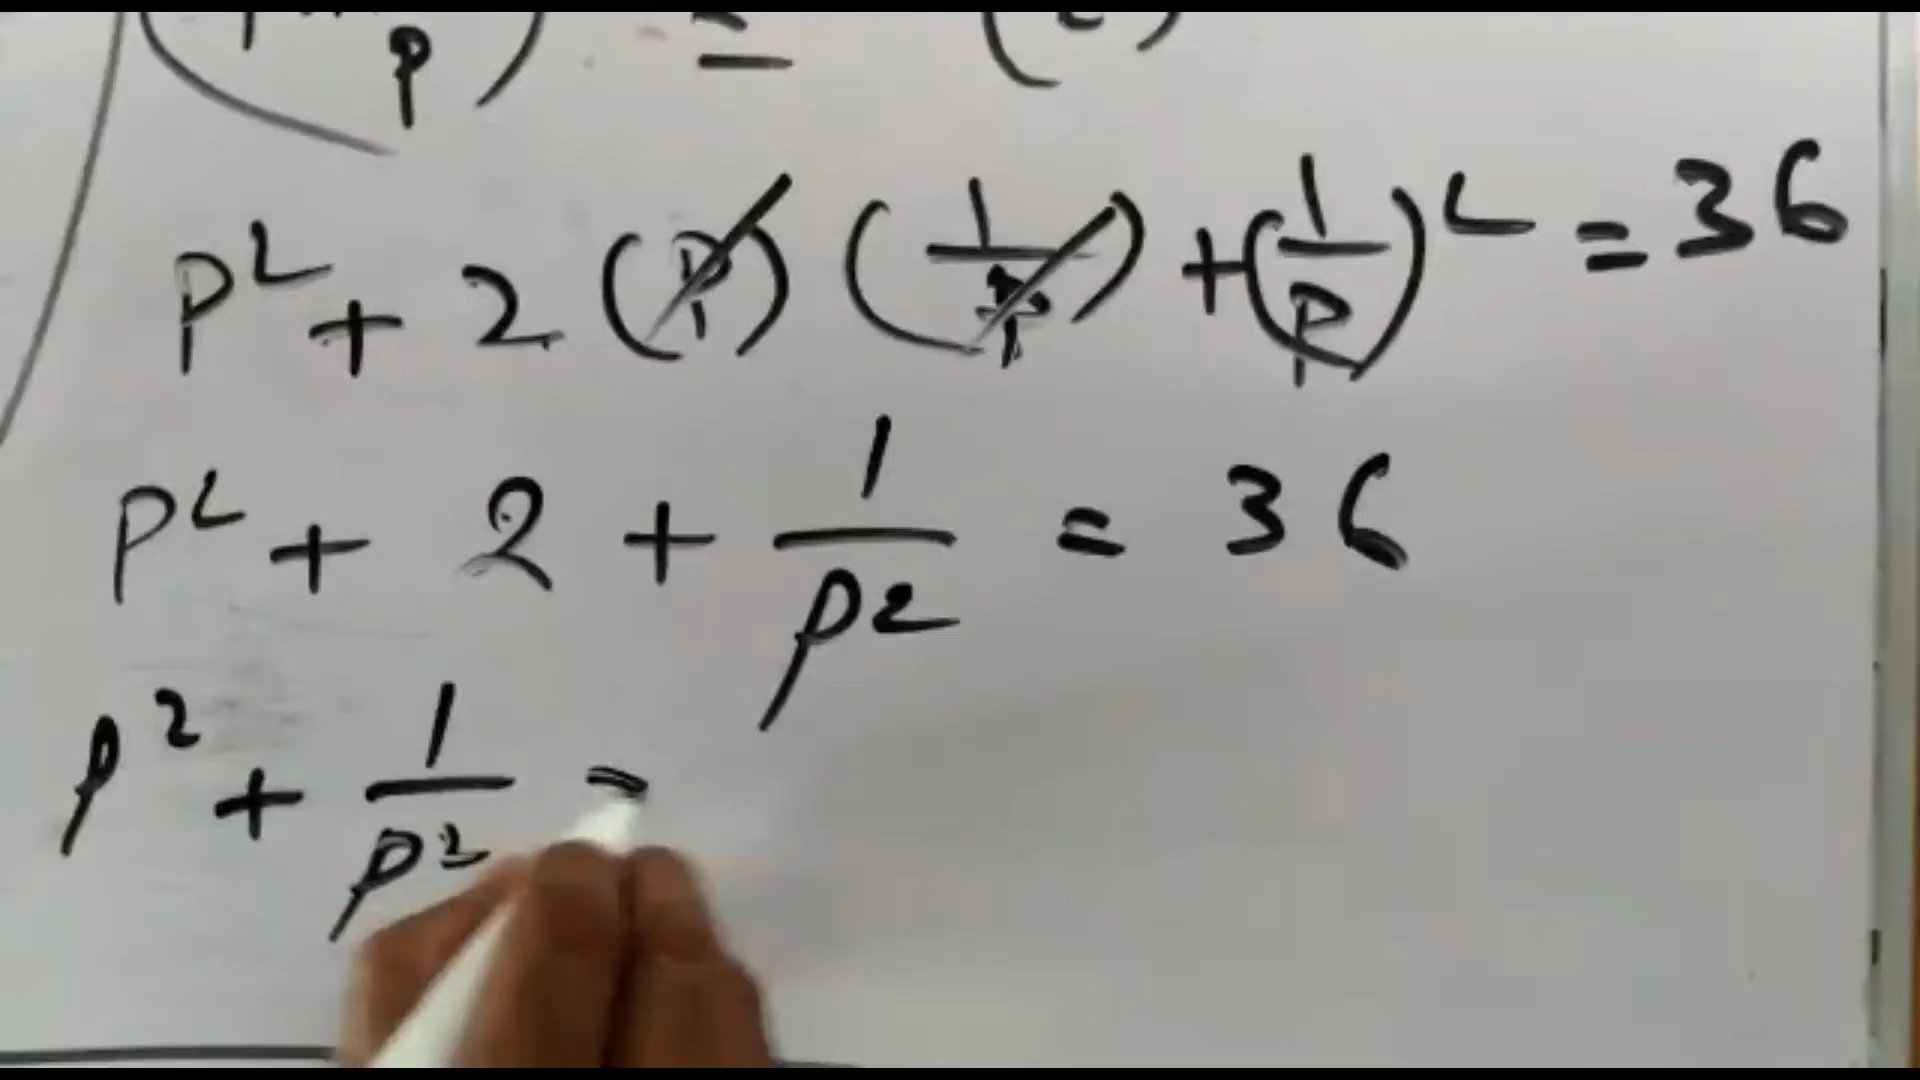 P² + 2 (P) (1/P) + (1/P)² = 36
P² + 2 + 1/P² = 36
P² + 1/P² =